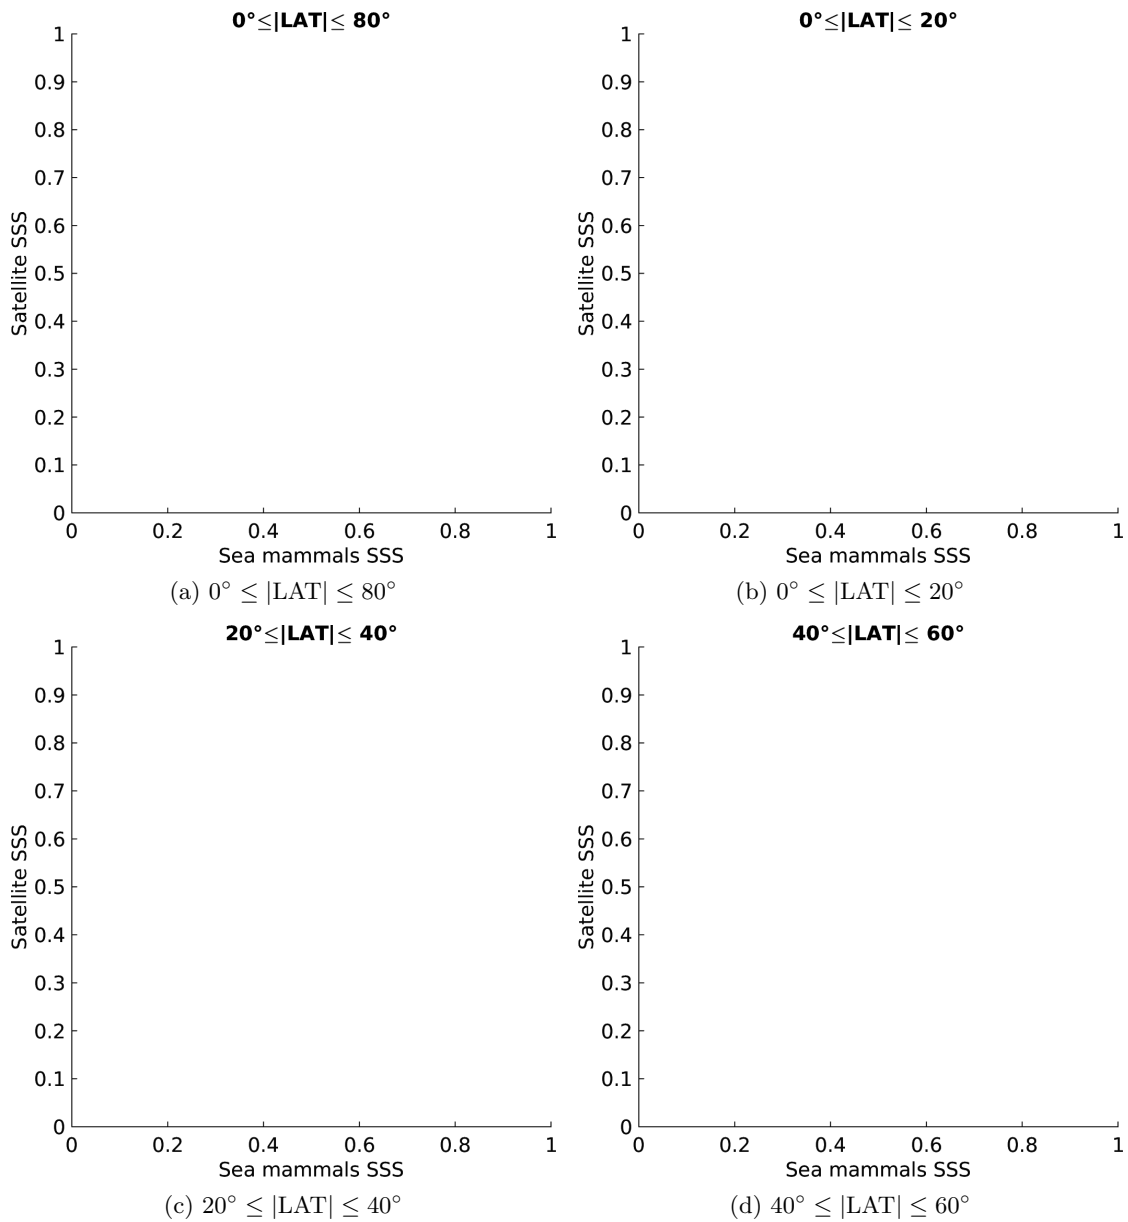 0°≤|LAT|≤ 80°
1
0.9
0.8
0.7
0.6
0.5
0.4
0.3
0.2
0.1
0
Satellite SSS
0 0.2 0.4 0.6 0.8 1
Sea mammals SSS
(a) 0° ≤ |LAT| ≤ 80°
0°≤|LAT|≤ 20°
1
0.9
0.8
0.7
0.6
0.5
0.4
0.3
0.2
0.1
0
Satellite SSS
0 0.2 0.4 0.6 0.8 1
Sea mammals SSS
(b) 0° ≤ |LAT| ≤ 20°
20°≤|LAT|≤ 40°
1
0.9
0.8
0.7
0.6
0.5
0.4
0.3
0.2
0.1
0
Satellite SSS
0 0.2 0.4 0.6 0.8 1
Sea mammals SSS
(c) 20° ≤ |LAT| ≤ 40°
40°≤|LAT|≤ 60°
1
0.9
0.8
0.7
0.6
0.5
0.4
0.3
0.2
0.1
0
Satellite SSS
0 0.2 0.4 0.6 0.8 1
Sea mammals SSS
(d) 40° ≤ |LAT| ≤ 60°